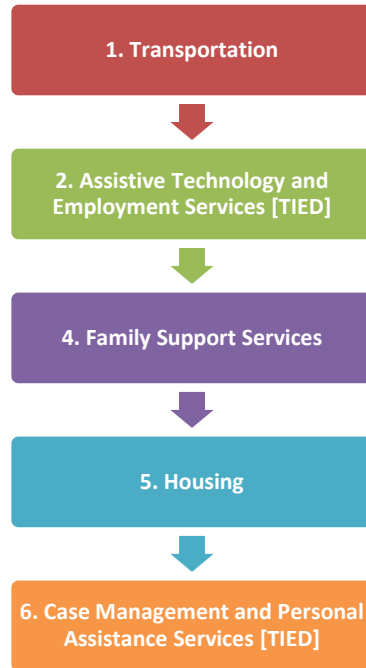 1. Transportation
2. Assistive Technology and
Employment Services [TIED]
4. Family Support Services
5. Housing
6. Case Management and Personal
Assistance Services [TIED]